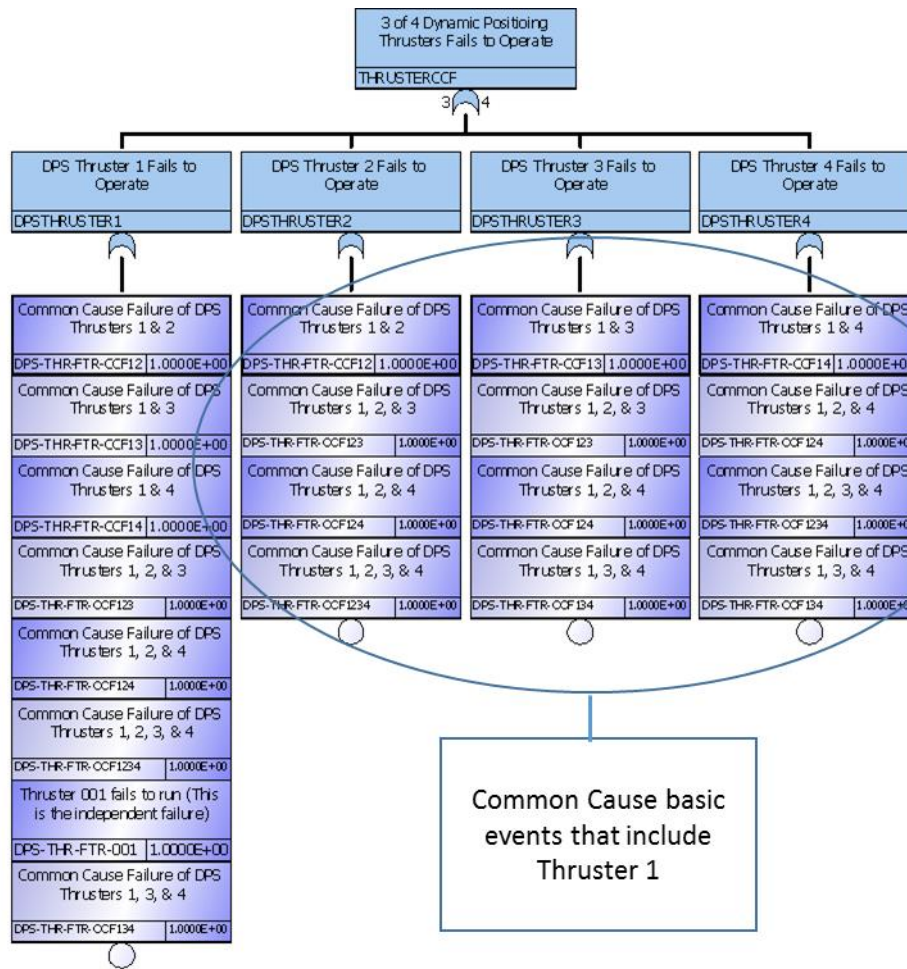 3 of 4 Dynamic Positioing
Thrusters Fails to Operate
THRUSTERCCF
3 4
DPS Thruster 1 Fails to
Operate
DPSTHRUSTER1
DPS Thruster 2 Fails to
Operate
DPSTHRUSTER2
DPS Thruster 3 Fails to
Operate
DPSTHRUSTER3
DPS Thruster 4 Fails to
Operate
DPSTHRUSTER4
Common Cause Failure of DPS
Thrusters 1 & 2
DPS-THR-FTR-CCF12 1.0000E+00
Common Cause Failure of DPS
Thrusters 1 & 3
DPS-THR-FTR-CCF13 1.0000E+00
Common Cause Failure of DPS
Thrusters 1 & 4
DPS-THR-FTR-CCF14 1.0000E+00
Common Cause Failure of DPS
Thrusters 1, 2, & 3
DPS-THR-FTR-CCF123 1.0000E+00
Common Cause Failure of DPS
Thrusters 1, 2, & 4
DPS-THR-FTR-CCF124 1.0000E+00
Common Cause Failure of DPS
Thrusters 1, 2, 3, & 4
DPS-THR-FTR-CCF1234 1.0000E+00
Thruster 001 fails to run (This
is the independent failure)
DPS-THR-FTR-001 1.0000E+00
Common Cause Failure of DPS
Thrusters 1, 3, & 4
DPS-THR-FTR-CCF134 1.0000E+00
Common Cause Failure of DPS
Thrusters 1 & 2
DPS-THR-FTR-CCF12 1.0000E+00
Common Cause Failure of DPS
Thrusters 1, 2, & 3
DPS-THR-FTR-CCF123 1.0000E+00
Common Cause Failure of DPS
Thrusters 1, 2, & 4
DPS-THR-FTR-CCF124 1.0000E+00
Common Cause Failure of DPS
Thrusters 1, 2, 3, & 4
DPS-THR-FTR-CCF1234 1.0000E+00
Common Cause Failure of DPS
Thrusters 1 & 3
DPS-THR-FTR-CCF13 1.0000E+00
Common Cause Failure of DPS
Thrusters 1, 2, & 3
DPS-THR-FTR-CCF123 1.0000E+00
Common Cause Failure of DPS
Thrusters 1, 2, & 4
DPS-THR-FTR-CCF124 1.0000E+00
Common Cause Failure of DPS
Thrusters 1, 3, & 4
DPS-THR-FTR-CCF134 1.0000E+00
Common Cause Failure of DPS
Thrusters 1 & 4
DPS-THR-FTR-CCF14 1.0000E+00
Common Cause Failure of DPS
Thrusters 1, 2, & 4
DPS-THR-FTR-CCF124 1.0000E+00
Common Cause Failure of DPS
Thrusters 1, 2, 3, & 4
DPS-THR-FTR-CCF1234 1.0000E+00
Common Cause Failure of DPS
Thrusters 1, 3, & 4
DPS-THR-FTR-CCF134 1.0000E+00
Common Cause basic
events that include
Thruster 1